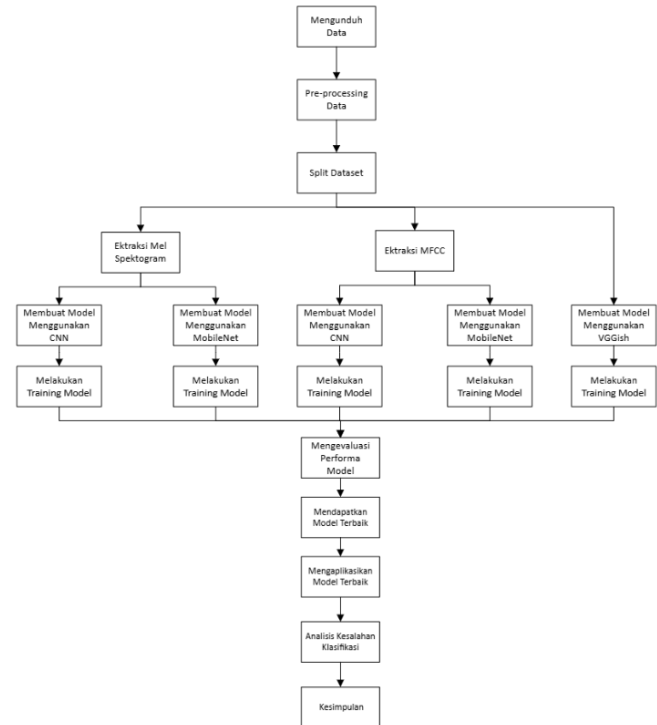 Mengunduh
Data
Pre-processing
Data
Split Dataset
Ektraksi Mel
Spektogram
Ektraksi MFCC
Membuat Model
Menggunakan
CNN
Membuat Model
Menggunakan
MobileNet
Membuat Model
Menggunakan
CNN
Membuat Model
Menggunakan
MobileNet
Membuat Model
Menggunakan
VGGish
Melakukan
Training Model
Melakukan
Training Model
Melakukan
Training Model
Melakukan
Training Model
Melakukan
Training Model
Mengevaluasi
Performa
Model
Mendapatkan
Model Terbaik
Mengaplikasikan
Model Terbaik
Analisis Kesalahan
Klasifikasi
Kesimpulan